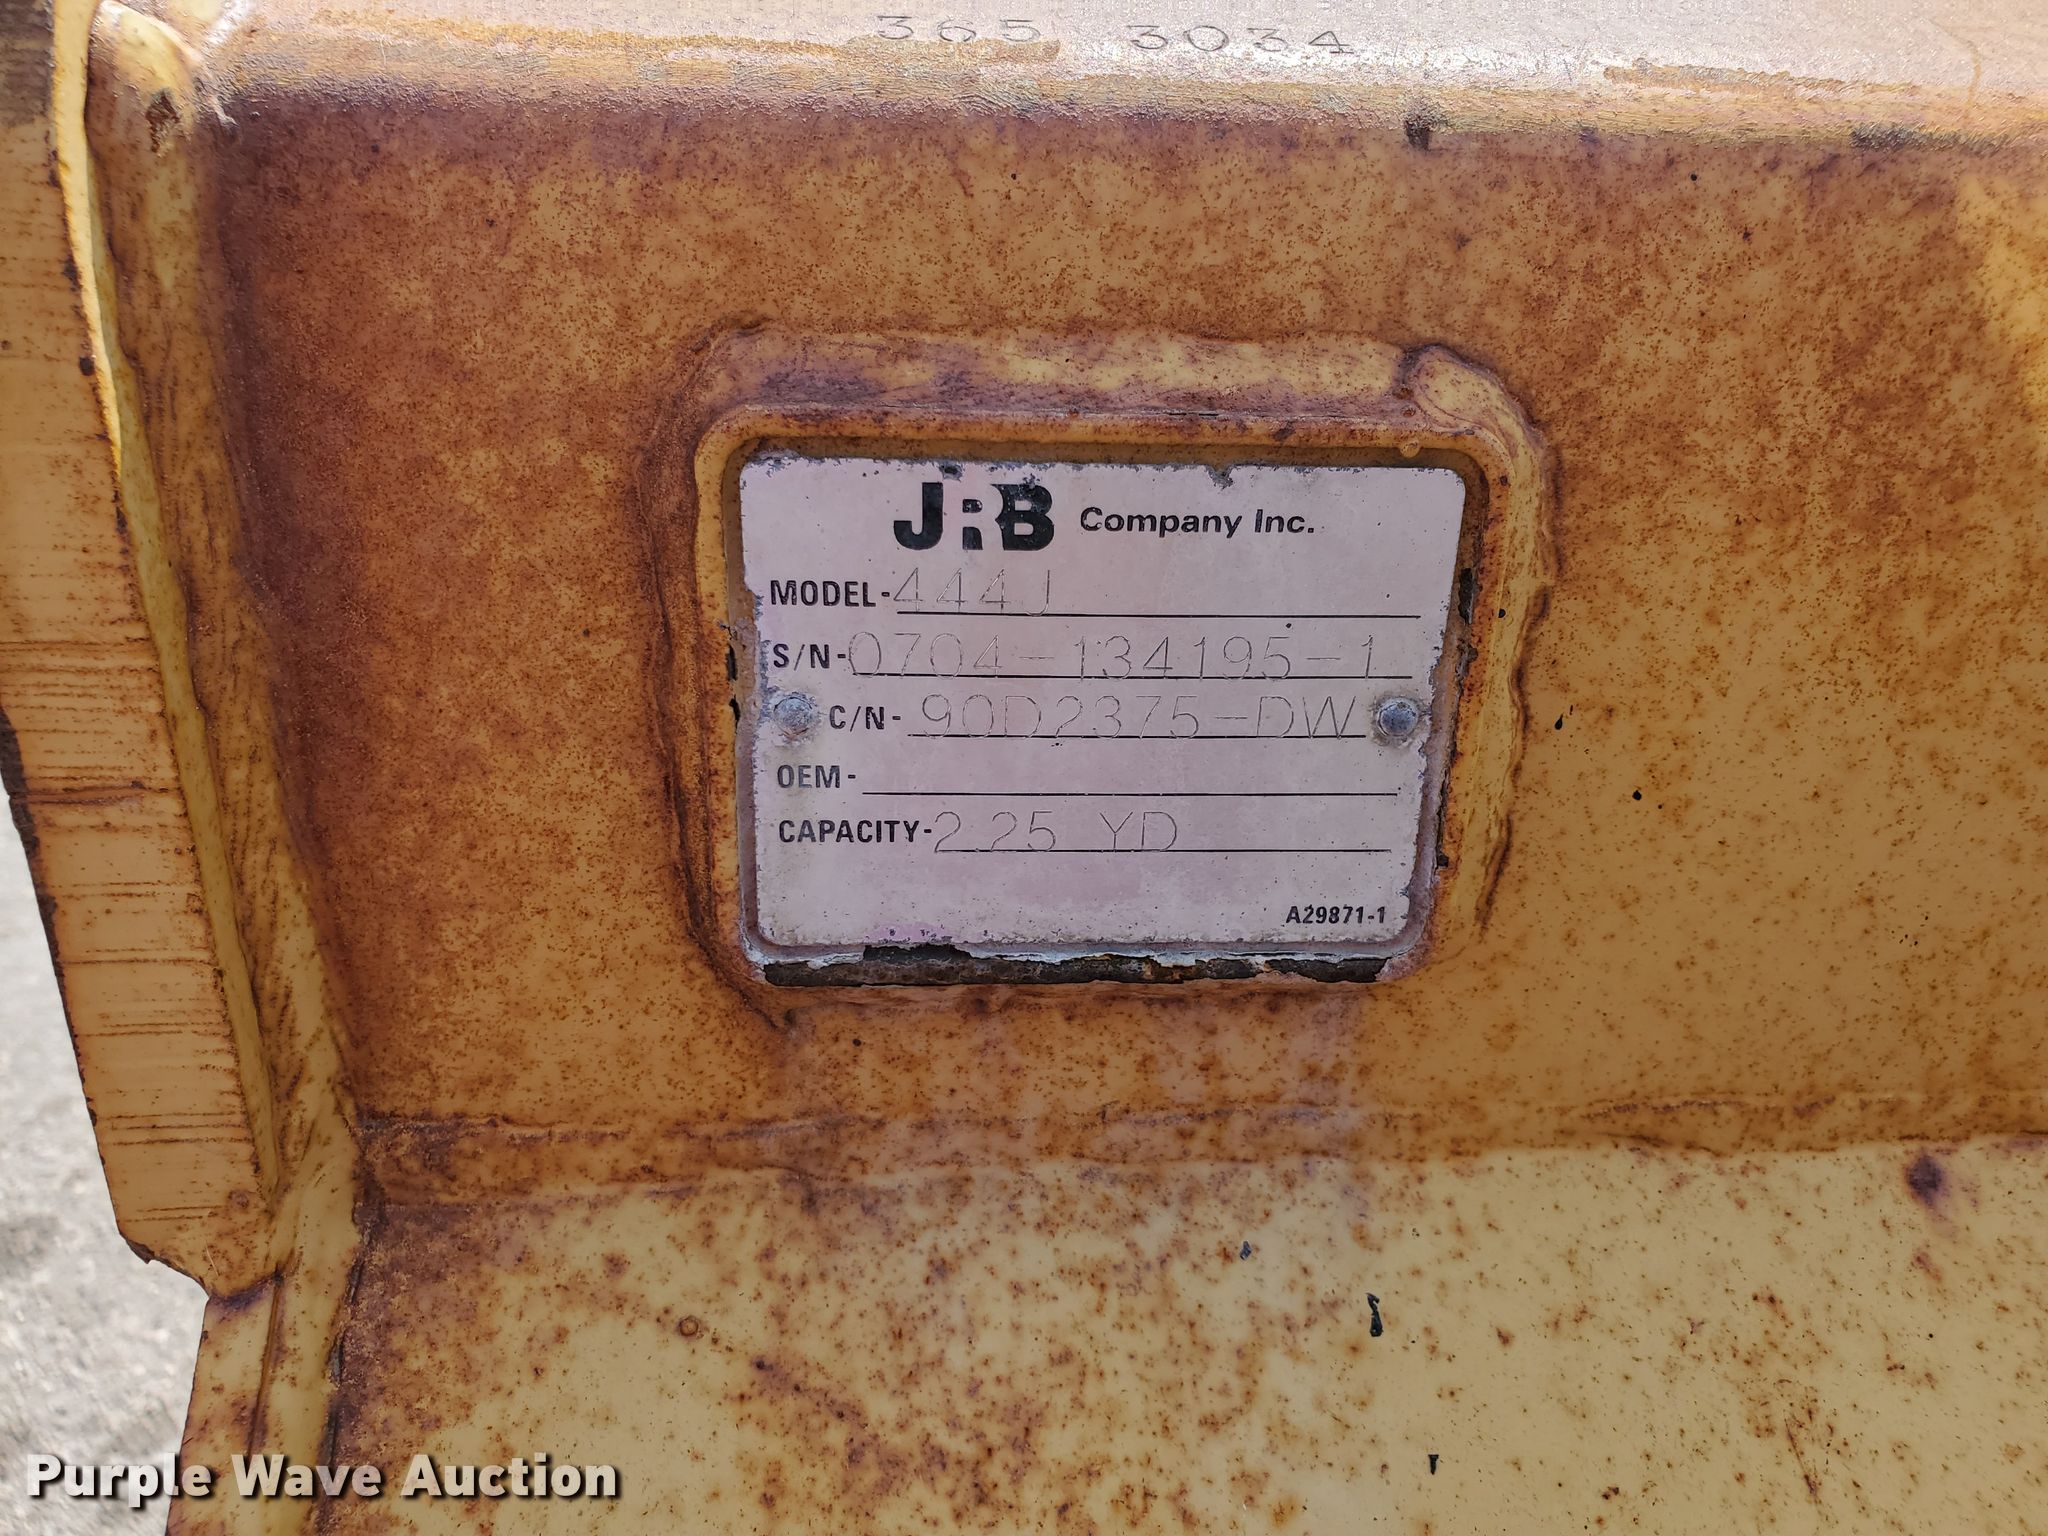 365 3034
JRB Company Inc.
MODEL- 444J
S/N- 0704-134195-1
C/N- 90D2375-DW
OEM-
CAPACITY- 2.25 YD
A29871-1
Purple Wave Auction